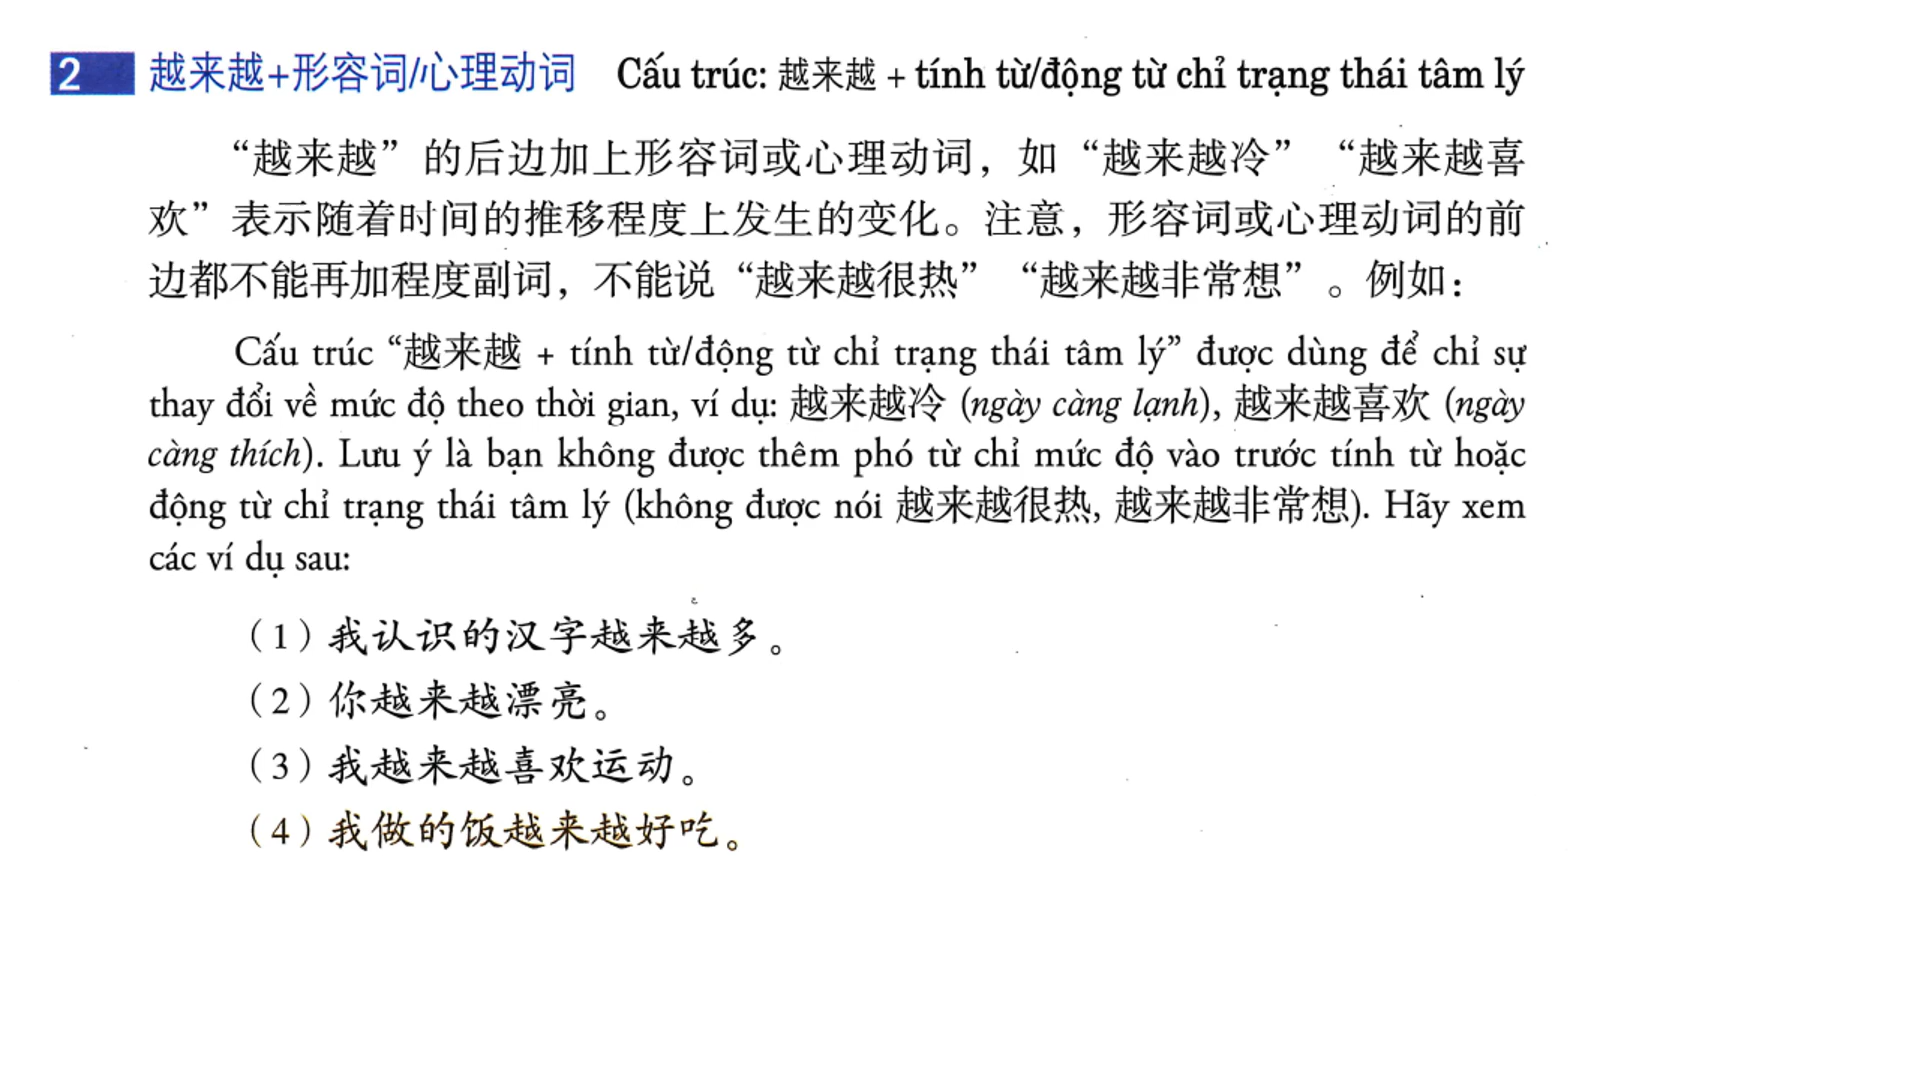 2 越来越+形容词/心理动词 Cấu trúc: 越来越 + tính từ/động từ chỉ trạng thái tâm lý
“越来越”的后边加上形容词或心理动词，如“越来越冷”“越来越喜
欢”表示随着时间的推移程度上发生的变化。注意，形容词或心理动词的前
边都不能再加程度副词，不能说“越来越很热”“越来越非常想”。例如：
Cấu trúc “越来越 + tính từ/động từ chỉ trạng thái tâm lý” được dùng để chỉ sự
thay đổi về mức độ theo thời gian, ví dụ: 越来越冷 (ngày càng lạnh), 越来越喜欢 (ngày
càng thích). Lưu ý là bạn không được thêm phó từ chỉ mức độ vào trước tính từ hoặc
động từ chỉ trạng thái tâm lý (không được nói 越来越很热, 越来越非常想). Hãy xem
các ví dụ sau:
（1）我认识的汉字越来越多。
（2）你越来越漂亮。
（3）我越来越喜欢运动。
（4）我做的饭越来越好吃。